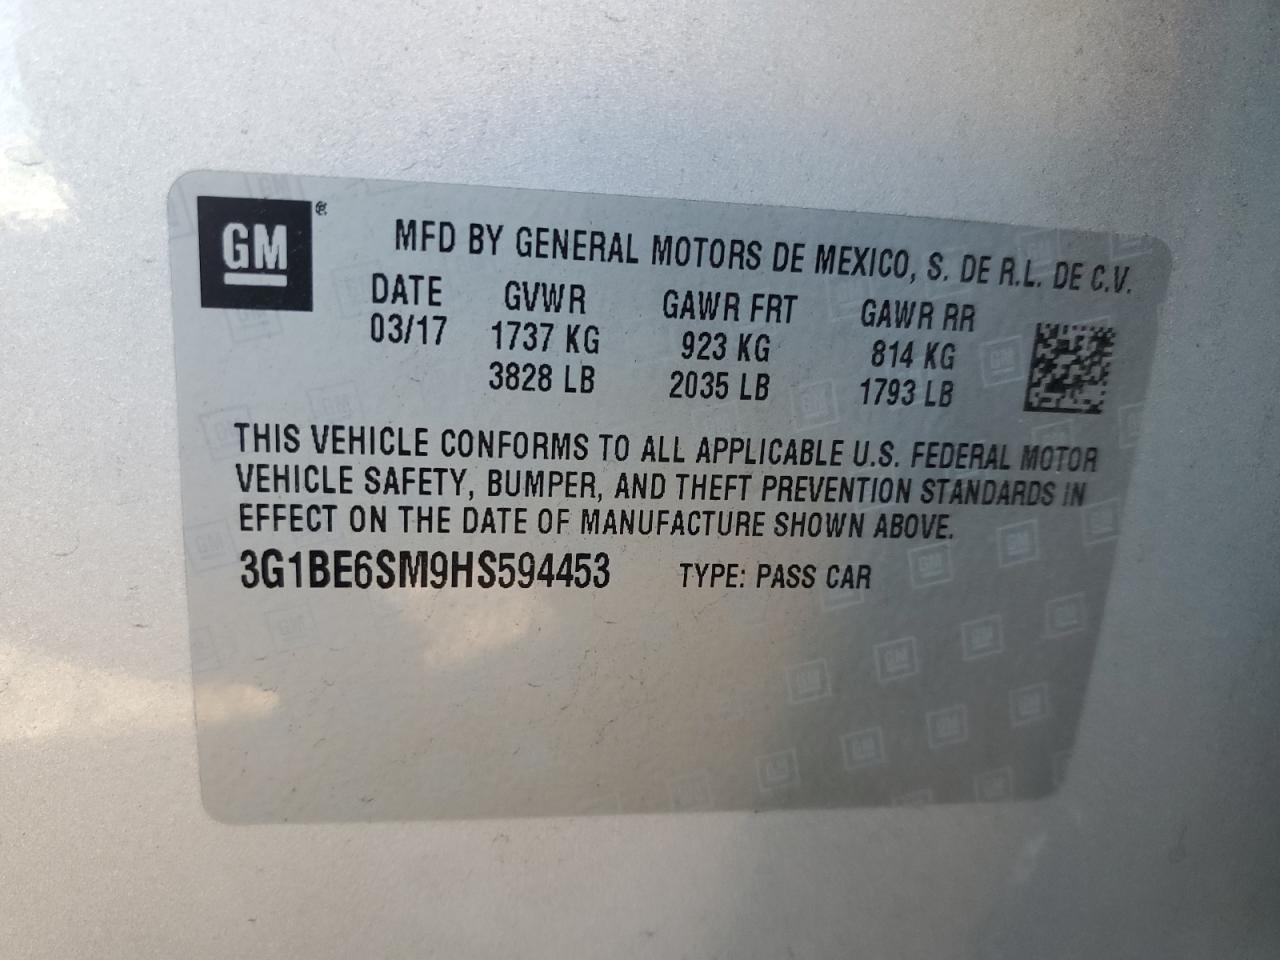 GM ®
MFD BY GENERAL MOTORS DE MEXICO, S. DE R.L. DE C.V.
DATE GVWR GAWR FRT GAWR RR
03/17 1737 KG 923 KG 814 KG
3828 LB 2035 LB 1793 LB
THIS VEHICLE CONFORMS TO ALL APPLICABLE U.S. FEDERAL MOTOR
VEHICLE SAFETY, BUMPER, AND THEFT PREVENTION STANDARDS IN
EFFECT ON THE DATE OF MANUFACTURE SHOWN ABOVE.
3G1BE6SM9HS594453 TYPE: PASS CAR